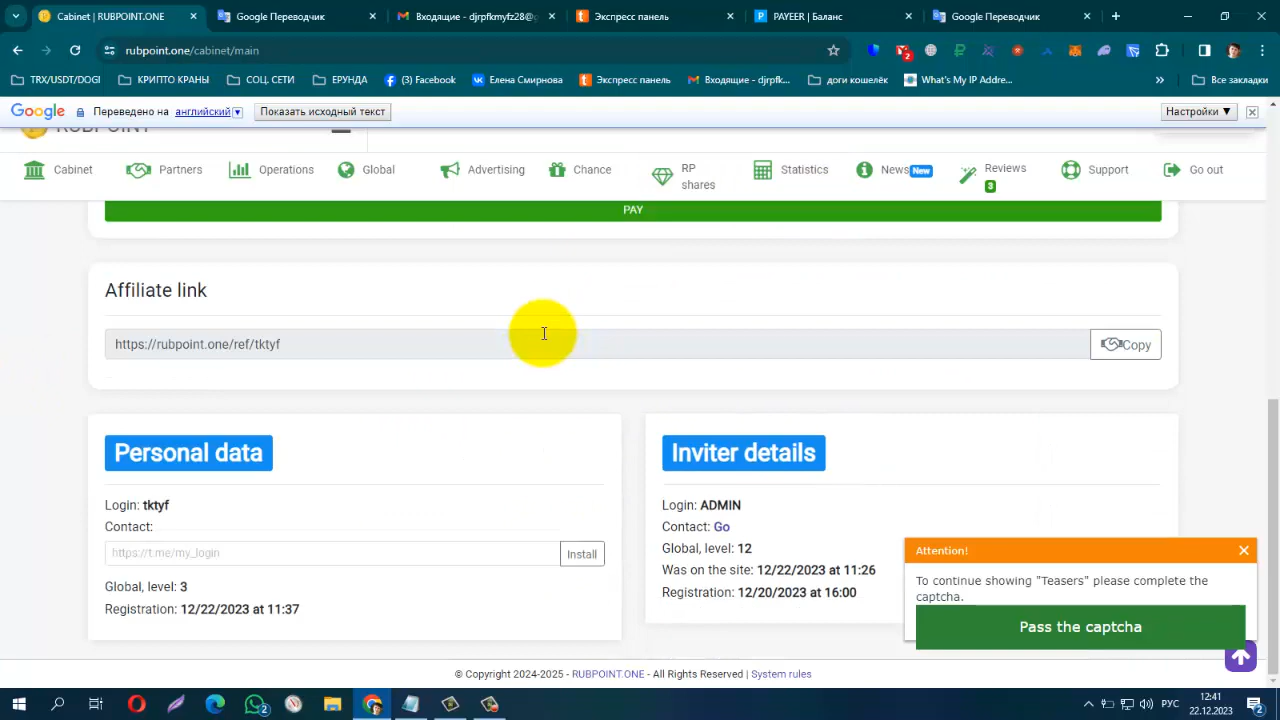 Cabinet | RUBPOINT.ONE
Google Переводчик
Входящие - djrpfkmyfz28@g
Экспресс панель
PAYEER | Баланс
Google Переводчик
rubpoint.one/cabinet/main
2
TRX/USDT/DOGI
КРИПТО КРАНЫ
СОЦ. СЕТИ
ЕРУНДА
(3) Facebook
Елена Смирнова
Экспресс панель
Входящие - djrpfk...
доги кошелёк
What's My IP Addre...
»
Все закладки
Google
Переведено на
английский
Показать исходный текст
Настройки ▼
RUBPOINT
Cabinet
Partners
Operations
Global
Advertising
Chance
RP shares
Statistics
News New
Reviews
3
Support
Go out
PAY
Affiliate link
https://rubpoint.one/ref/tktyf
Copy
Personal data
Login: tktyf
Contact:
https://t.me/my_login
Install
Global, level: 3
Registration: 12/22/2023 at 11:37
Inviter details
Login: ADMIN
Contact: Go
Global, level: 12
Was on the site: 12/22/2023 at 11:26
Registration: 12/20/2023 at 16:00
Attention!
To continue showing "Teasers" please complete the
captcha.
Pass the captcha
© Copyright 2024-2025 - RUBPOINT.ONE - All Rights Reserved | System rules
2
РУС
12:41
22.12.2023
2